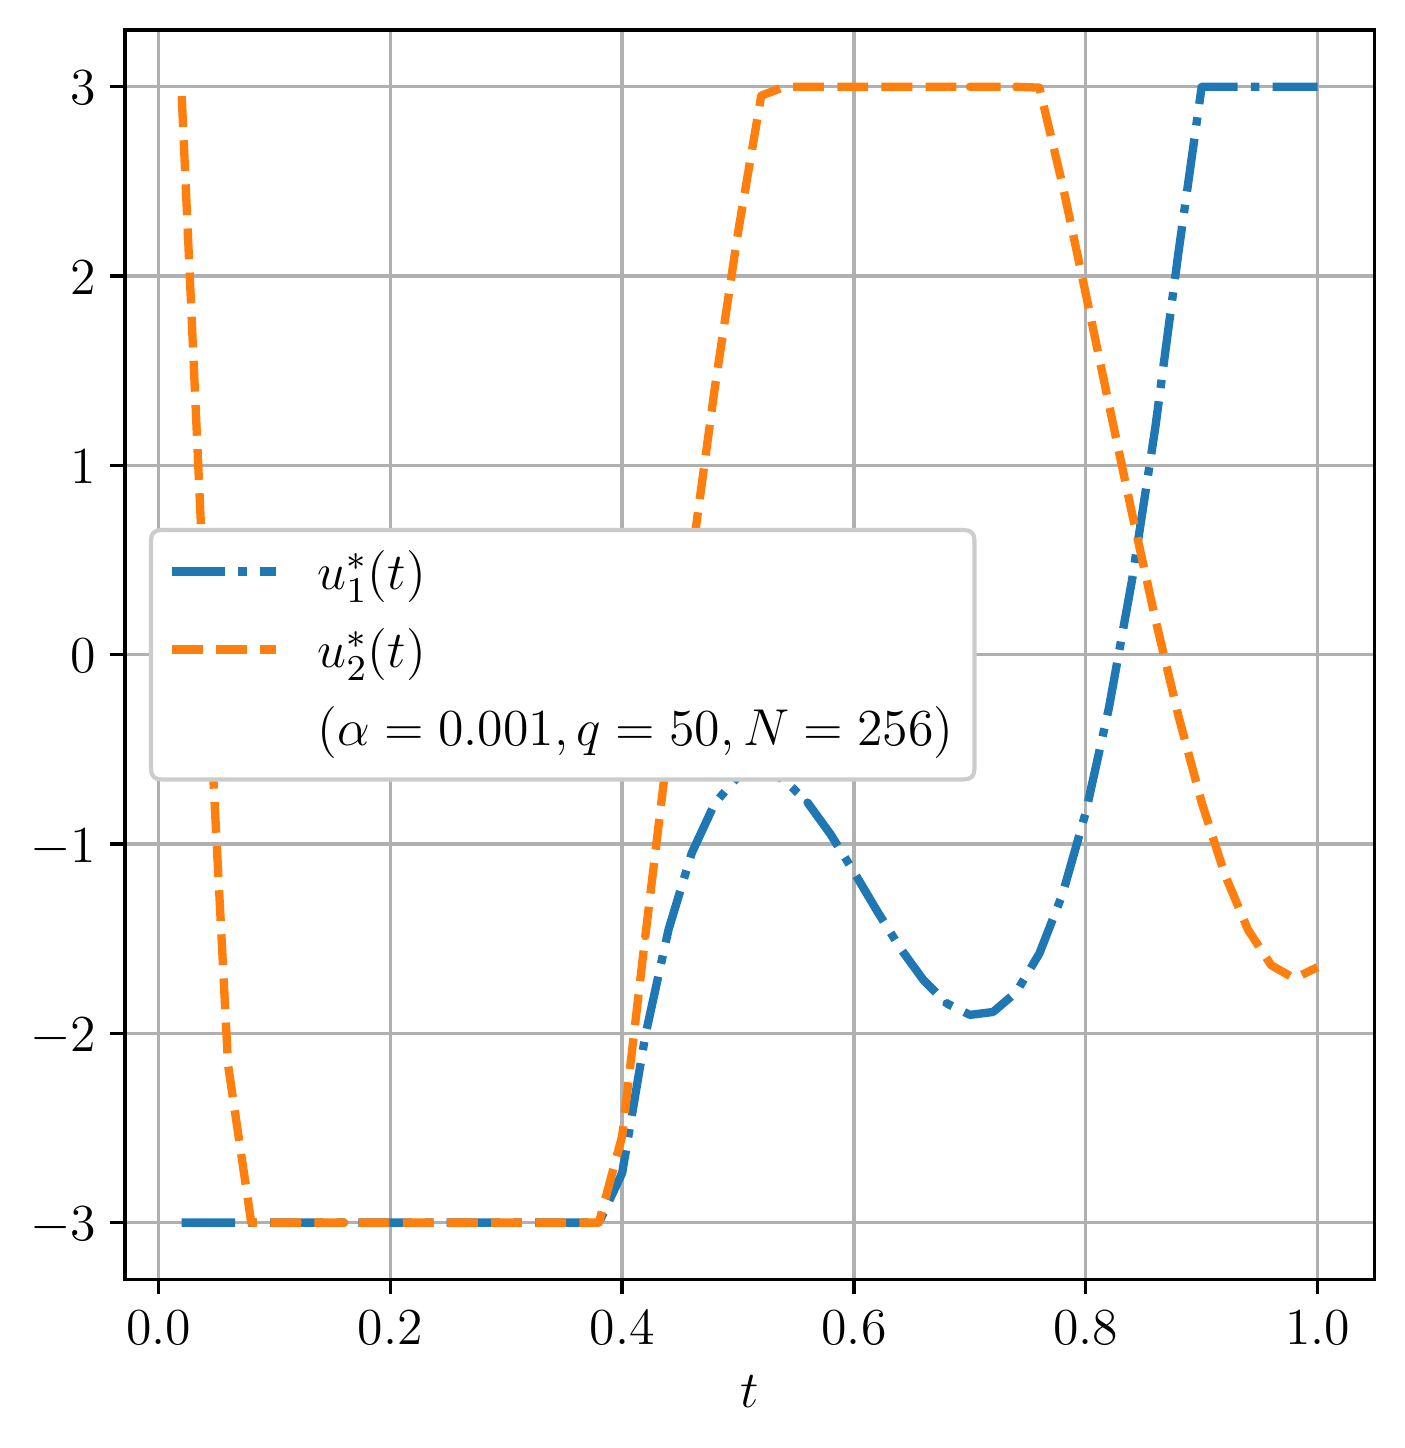 3
2
1
0
−1
−2
−3
u₁*(t)
u₂*(t)
(α = 0.001, q = 50, N = 256)
0.0 0.2 0.4 0.6 0.8 1.0
t